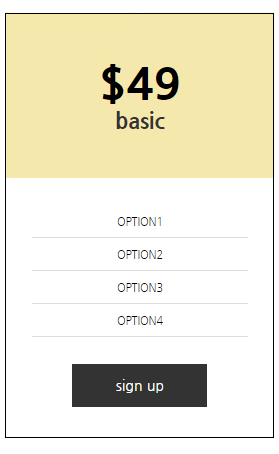 $49
basic
OPTION1
OPTION2
OPTION3
OPTION4
sign up